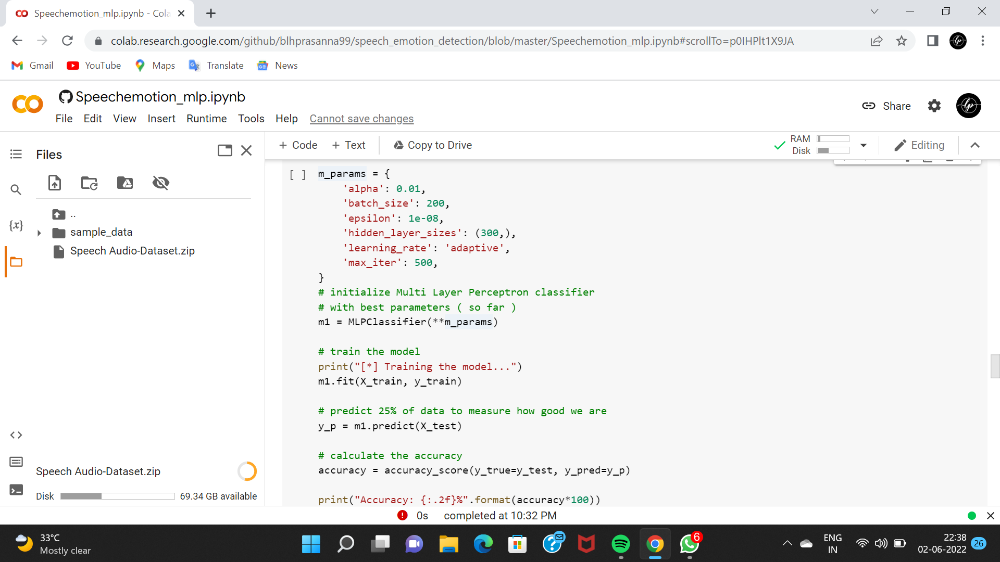 Speechemotion_mlp.ipynb - Cola
colab.research.google.com/github/blhprasanna99/speech_emotion_detection/blob/master/Speechemotion_mlp.ipynb#scrollTo=p0IHPlt1X9JA
Gmail YouTube Maps Translate News
Speechemotion_mlp.ipynb
File Edit View Insert Runtime Tools Help Cannot save changes
Share
Files
+ Code + Text Copy to Drive
RAM
Disk
Editing
..
sample_data
Speech Audio-Dataset.zip
{x}
Speech Audio-Dataset.zip
Disk 69.34 GB available
[ ] m_params = {
'alpha': 0.01,
'batch_size': 200,
'epsilon': 1e-08,
'hidden_layer_sizes': (300,),
'learning_rate': 'adaptive',
'max_iter': 500,
}
# initialize Multi Layer Perceptron classifier
# with best parameters ( so far )
m1 = MLPClassifier(**m_params)
# train the model
print("[*] Training the model...")
m1.fit(X_train, y_train)
# predict 25% of data to measure how good we are
y_p = m1.predict(X_test)
# calculate the accuracy
accuracy = accuracy_score(y_true=y_test, y_pred=y_p)
print("Accuracy: {:.2f}%".format(accuracy*100))
0s completed at 10:32 PM
33°C
Mostly clear
6
ENG
IN
22:38
02-06-2022
26